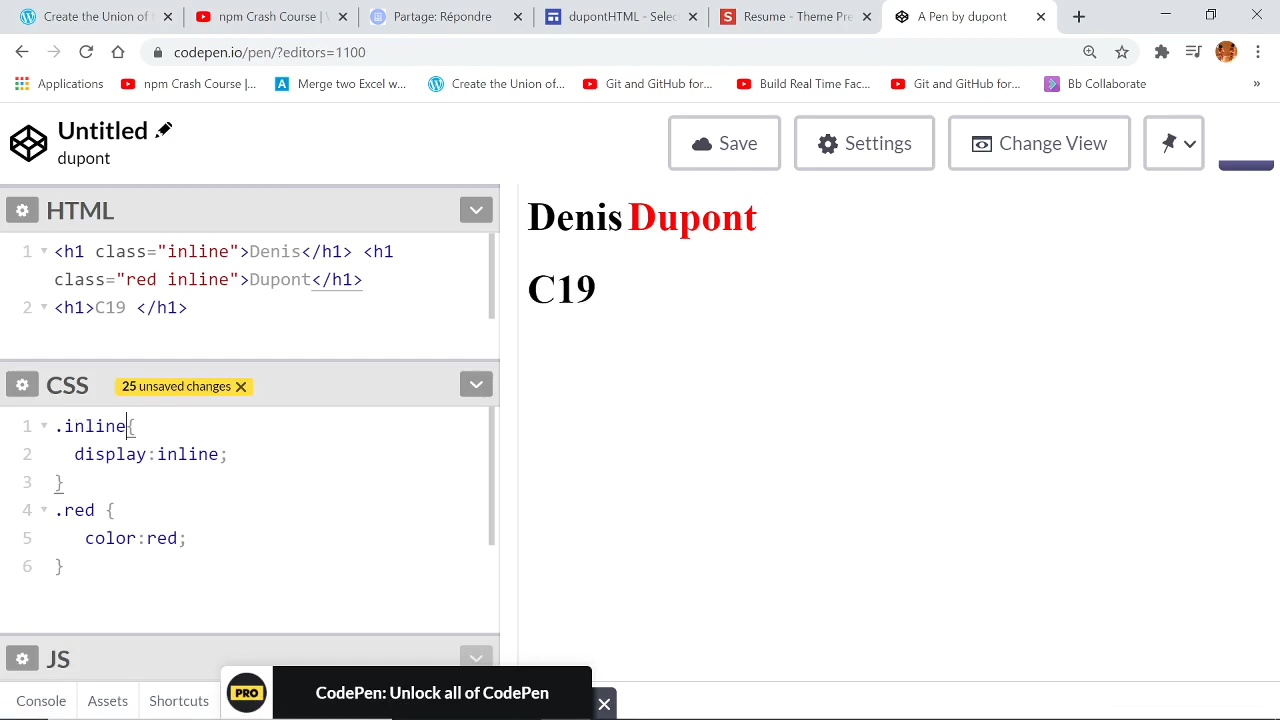 Create the Union of
npm Crash Course | \
Partage: Répondre
dupontHTML - Selec
Resume - Theme Pre
A Pen by dupont
codepen.io/pen/?editors=1100
Applications
npm Crash Course |...
Merge two Excel w...
Create the Union of...
Git and GitHub for...
Build Real Time Fac...
Git and GitHub for...
Bb Collaborate
»
Untitled
dupont
Save
Settings
Change View
HTML
1 <h1 class="inline">Denis</h1> <h1
class="red inline">Dupont</h1>
2 <h1>C19 </h1>
CSS
25 unsaved changes X
1 .inline{
2 display:inline;
3 }
4 .red {
5 color:red;
6 }
JS
Console
Assets
Shortcuts
PRO
CodePen: Unlock all of CodePen
Denis Dupont
C19